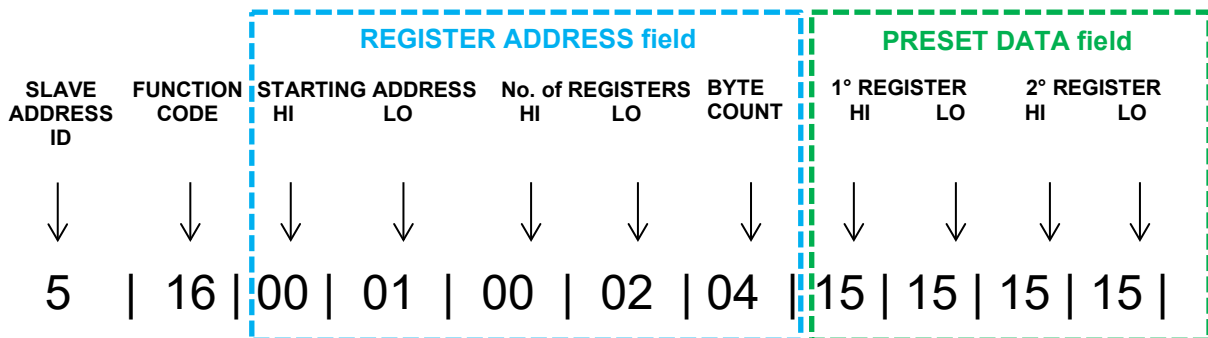 REGISTER ADDRESS field PRESET DATA field
SLAVE FUNCTION STARTING ADDRESS No. of REGISTERS BYTE 1° REGISTER 2° REGISTER
ADDRESS CODE HI LO HI LO COUNT HI LO HI LO
ID
5 | 16 | 00 | 01 | 00 | 02 | 04 | 15 | 15 | 15 | 15 |